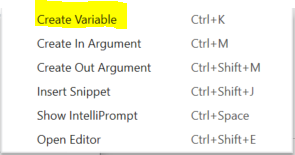 Create Variable Ctrl+K
Create In Argument Ctrl+M
Create Out Argument Ctrl+Shift+M
Insert Snippet Ctrl+Shift+J
Show IntelliPrompt Ctrl+Space
Open Editor Ctrl+Shift+E